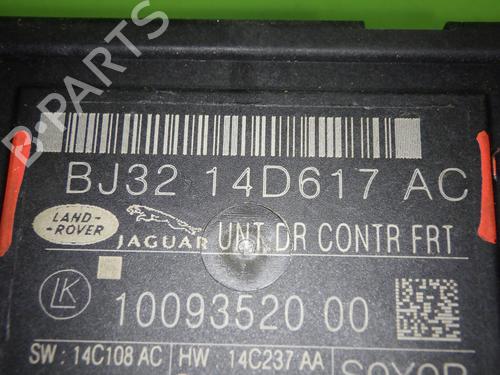 B-PARTS
BJ32 14D617 AC
LAND-
-ROVER
JAGUAR UNT DR CONTR FRT
LK
10093520 00
SW : 14C108 AC HW 14C237 AA